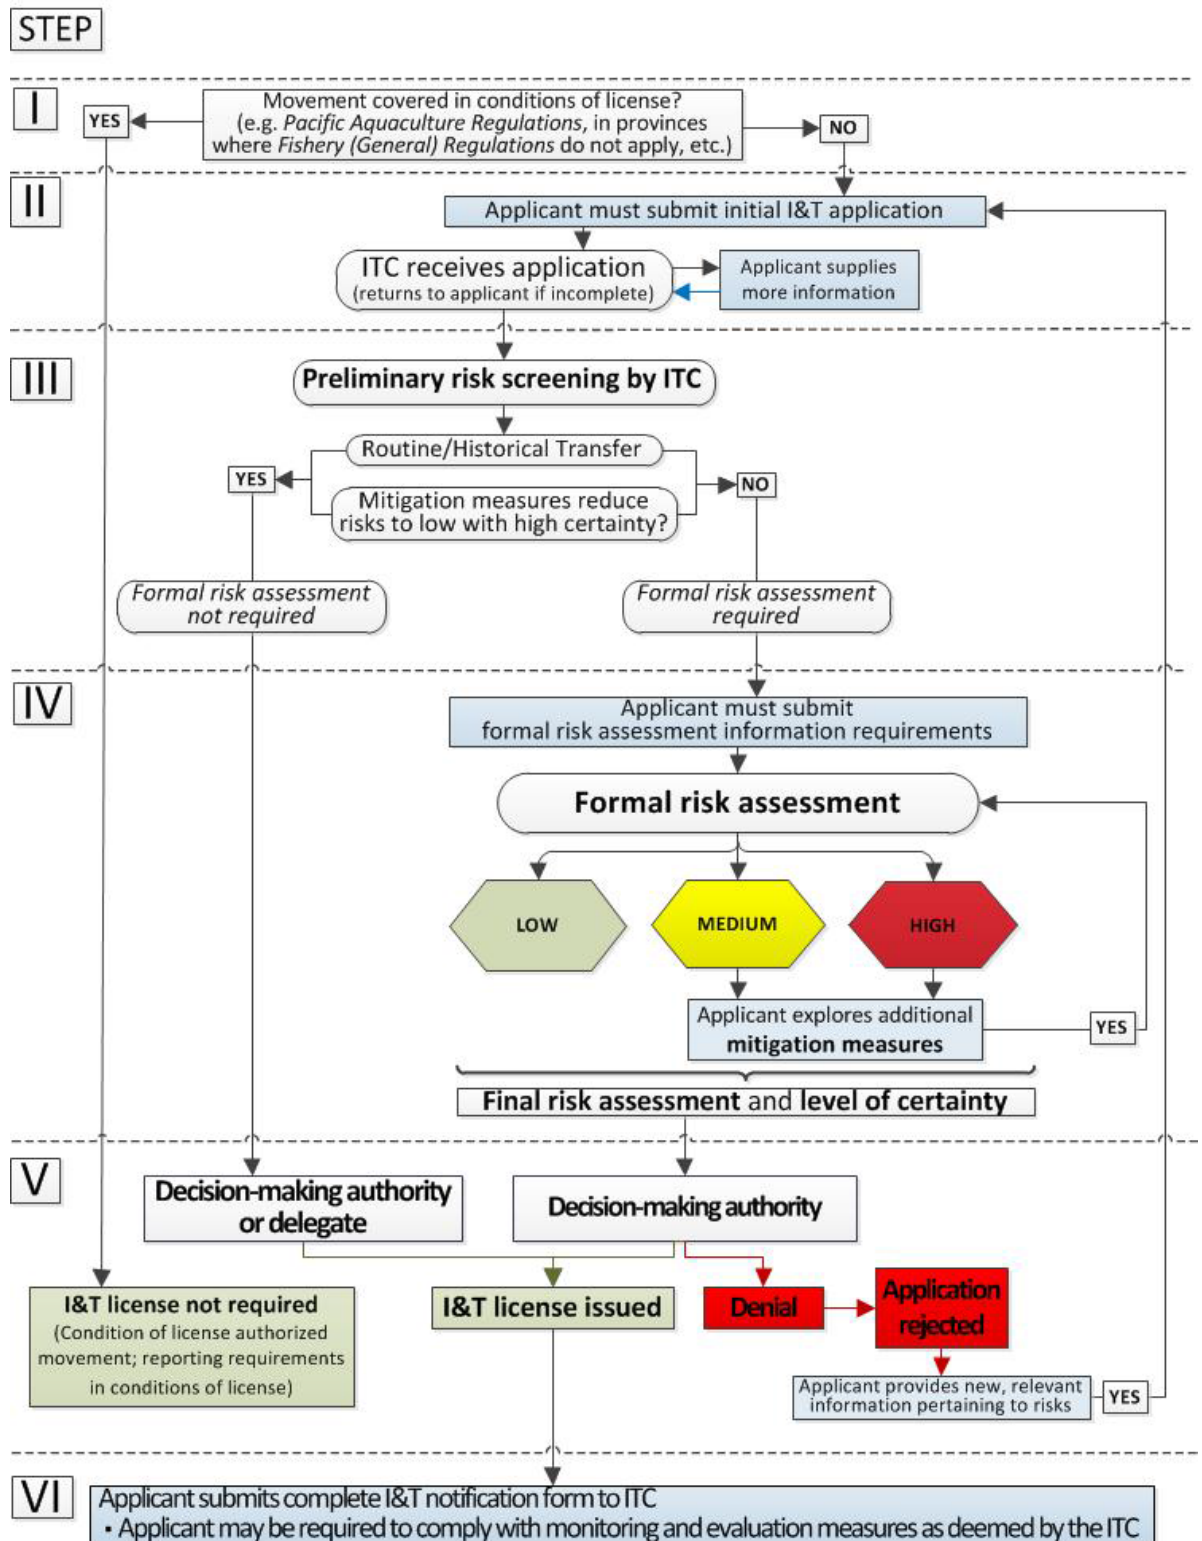 STEP
I
Movement covered in conditions of license?
(e.g. Pacific Aquaculture Regulations, in provinces
where Fishery (General) Regulations do not apply, etc.)
YES
NO
II
Applicant must submit initial I&T application
ITC receives application
(returns to applicant if incomplete)
Applicant supplies
more information
III
Preliminary risk screening by ITC
Routine/Historical Transfer
YES
NO
Mitigation measures reduce
risks to low with high certainty?
Formal risk assessment
not required
Formal risk assessment
required
IV
Applicant must submit
formal risk assessment information requirements
Formal risk assessment
LOW
MEDIUM
HIGH
Applicant explores additional
mitigation measures
YES
Final risk assessment and level of certainty
V
Decision-making authority
or delegate
Decision-making authority
I&T license not required
(Condition of license authorized
movement; reporting requirements
in conditions of license)
I&T license issued
Denial
Application
rejected
Applicant provides new, relevant
information pertaining to risks
YES
VI
Applicant submits complete I&T notification form to ITC
• Applicant may be required to comply with monitoring and evaluation measures as deemed by the ITC